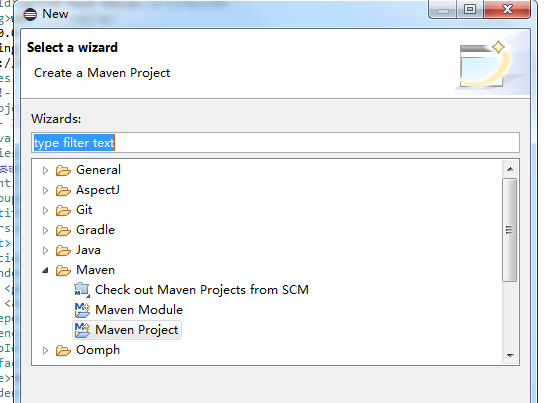 New
Select a wizard
Create a Maven Project
Wizards:
type filter text
General
AspectJ
Git
Gradle
Java
Maven
Check out Maven Projects from SCM
Maven Module
Maven Project
Oomph